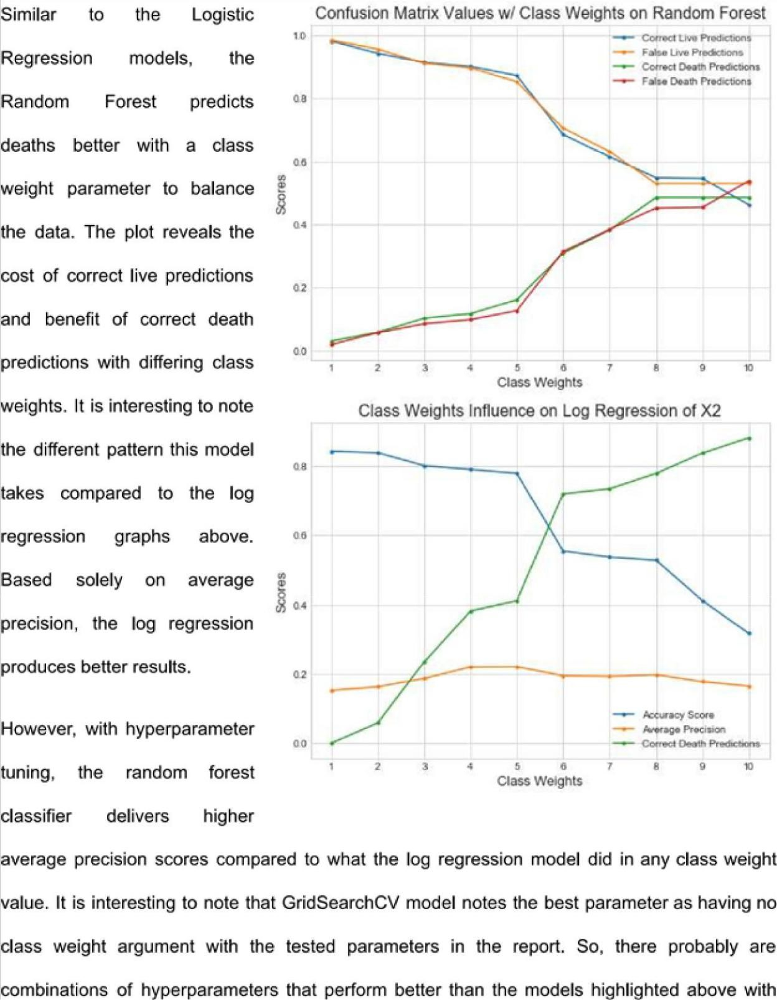 Similar to the Logistic
Regression models, the
Random Forest predicts
deaths better with a class
weight parameter to balance
the data. The plot reveals the
cost of correct live predictions
and benefit of correct death
predictions with differing class
weights. It is interesting to note
the different pattern this model
takes compared to the log
regression graphs above.
Based solely on average
precision, the log regression
produces better results.
However, with hyperparameter
tuning, the random forest
classifier delivers higher
average precision scores compared to what the log regression model did in any class weight
value. It is interesting to note that GridSearchCV model notes the best parameter as having no
class weight argument with the tested parameters in the report. So, there probably are
combinations of hyperparameters that perform better than the models highlighted above with
Confusion Matrix Values w/ Class Weights on Random Forest
Correct Live Predictions
False Live Predictions
Correct Death Predictions
False Death Predictions
Scores
1.0
0.8
0.6
0.4
0.2
0.0
1 2 3 4 5 6 7 8 9 10
Class Weights
Class Weights Influence on Log Regression of X2
Scores
0.8
0.6
0.4
0.2
0.0
Accuracy Score
Average Precision
Correct Death Predictions
1 2 3 4 5 6 7 8 9 10
Class Weights